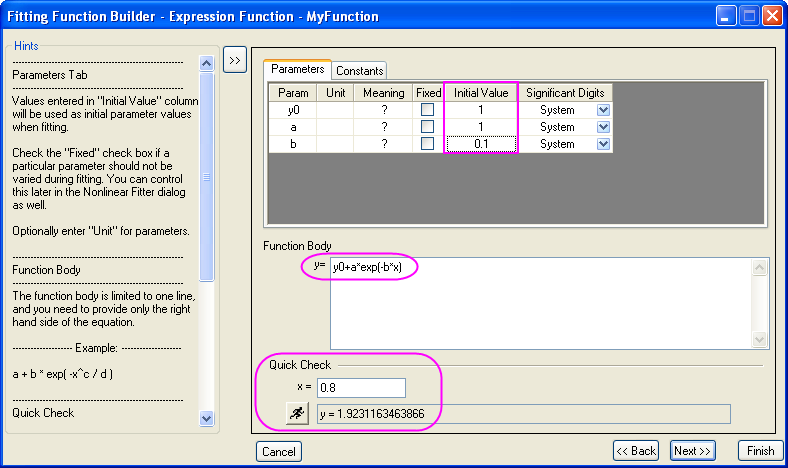 Fitting Function Builder - Expression Function - MyFunction
Hints
Parameters Tab
Values entered in "Initial Value" column
will be used as initial parameter values
when fitting.
Check the "Fixed" check box if a
particular parameter should not be
varied during fitting. You can control
this later in the Nonlinear Fitter dialog
as well.
Optionally enter "Unit" for parameters.
Function Body
The function body is limited to one line,
and you need to provide only the right
hand side of the equation.
-------------------- Example: --------------------
a + b * exp( -x^c / d )
Quick Check
>>
Parameters Constants
Param Unit Meaning Fixed Initial Value Significant Digits
y0 ? 1 System
a ? 1 System
b ? 0.1 System
Function Body
y= y0+a*exp(-b*x)
Quick Check
x = 0.8
y = 1.9231163463866
Cancel << Back Next >> Finish